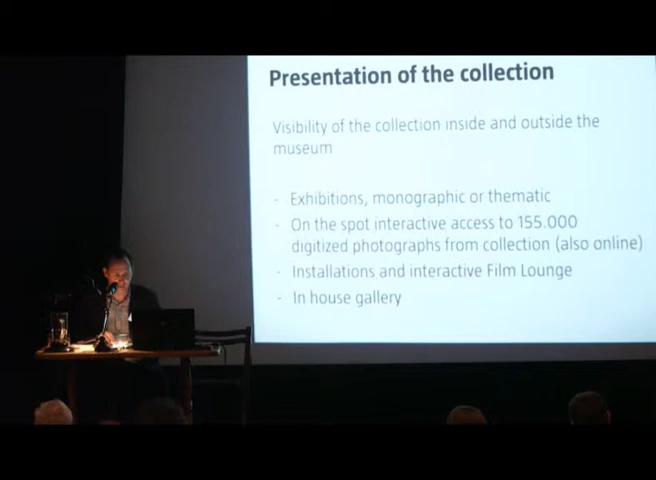 Presentation of the collection
Visibility of the collection inside and outside the
museum
- Exhibitions, monographic or thematic
- On the spot interactive access to 155.000
digitized photographs from collection (also online)
- Installations and interactive Film Lounge
- In house gallery